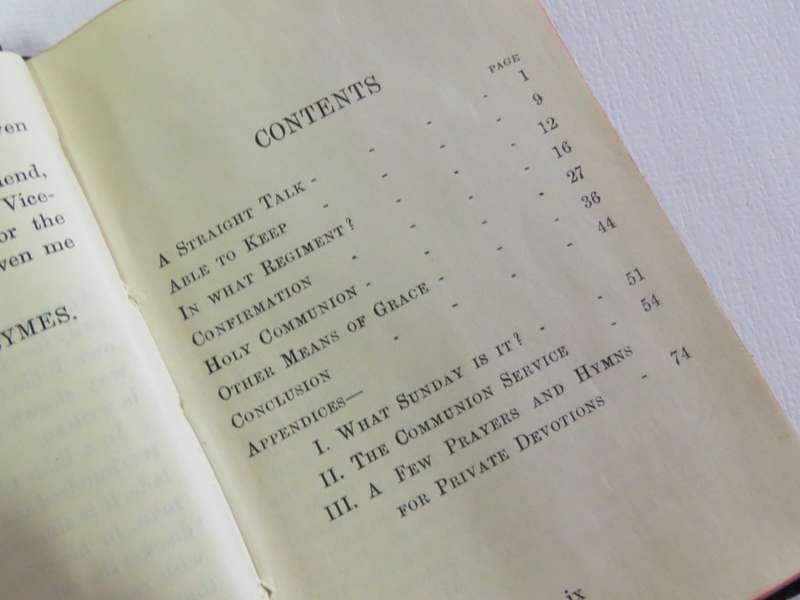 ven
iend,
Vice-
or the
ven me
YMES.
CONTENTS
PAGE
A STRAIGHT TALK - - - - 1
ABLE TO KEEP - - - - 9
IN WHAT REGIMENT? - - - 12
CONFIRMATION - - - - 16
HOLY COMMUNION - - - - 27
OTHER MEANS OF GRACE - - - 36
CONCLUSION - - - - 44
APPENDICES—
I. WHAT SUNDAY IS IT? - - 51
II. THE COMMUNION SERVICE - 54
III. A FEW PRAYERS AND HYMNS
FOR PRIVATE DEVOTIONS - 74
ix